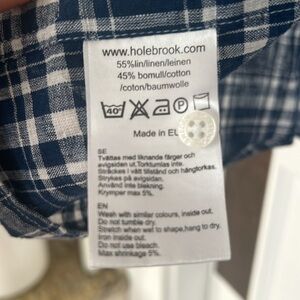 www.holebrook.com
55%lin/linen/leinen
45% bomull/cotton
/coton/baumwolle
40 P
Made in EU
SE
Tvättas med liknande färger och
avigsidan ut. Torktumlas inte.
Sträckes i vått tillstånd och hängtorkas.
Strykes på avigsidan.
Använd inte blekning.
Krymper max 5%.
EN
Wash with similar colours, inside out.
Do not tumble dry.
Stretch when wet to shape, hang to dry.
Iron inside out.
Do not use bleach.
Max shrinkage 5%.